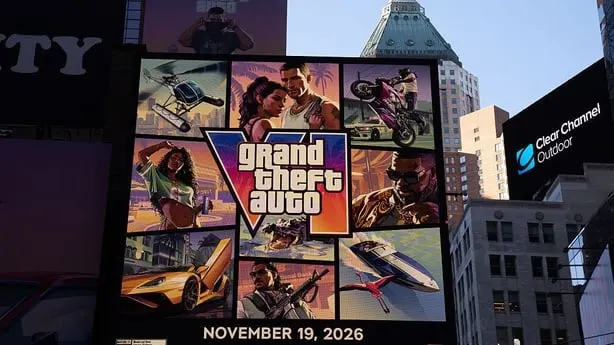 TY
grand
theft
auto
NOVEMBER 19, 2026
Clear Channel
Outdoor